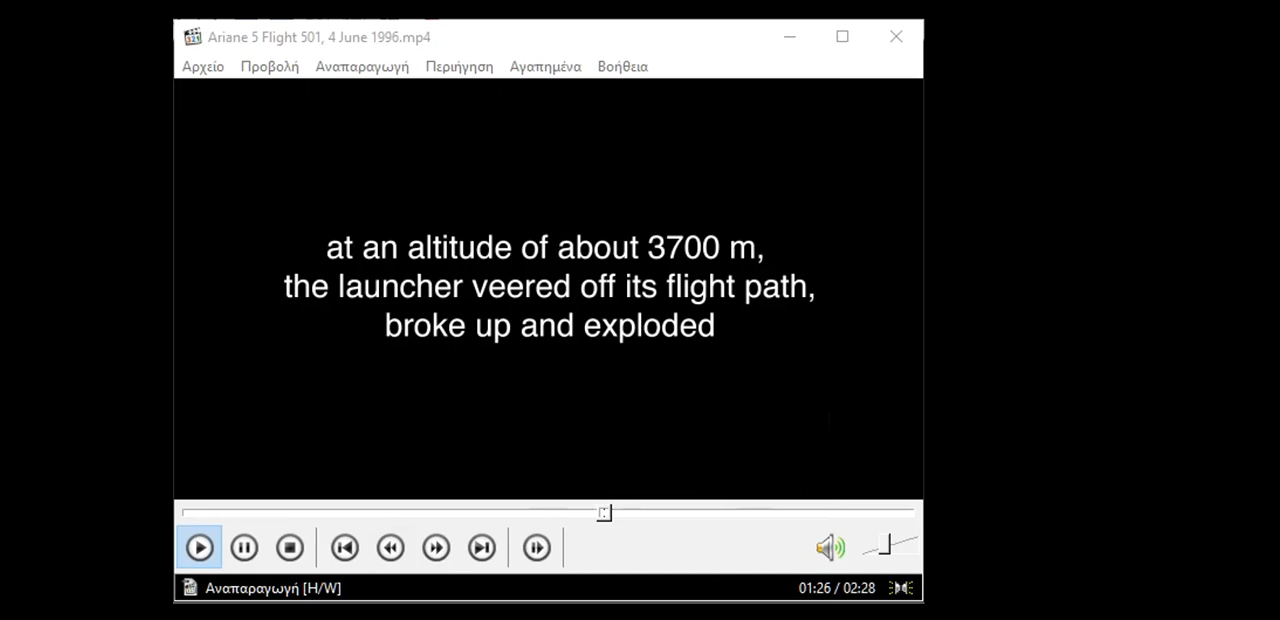 Ariane 5 Flight 501, 4 June 1996.mp4
Αρχείο Προβολή Αναπαραγωγή Περιήγηση Αγαπημένα Βοήθεια
at an altitude of about 3700 m,
the launcher veered off its flight path,
broke up and exploded
Αναπαραγωγή [H/W] 01:26 / 02:28